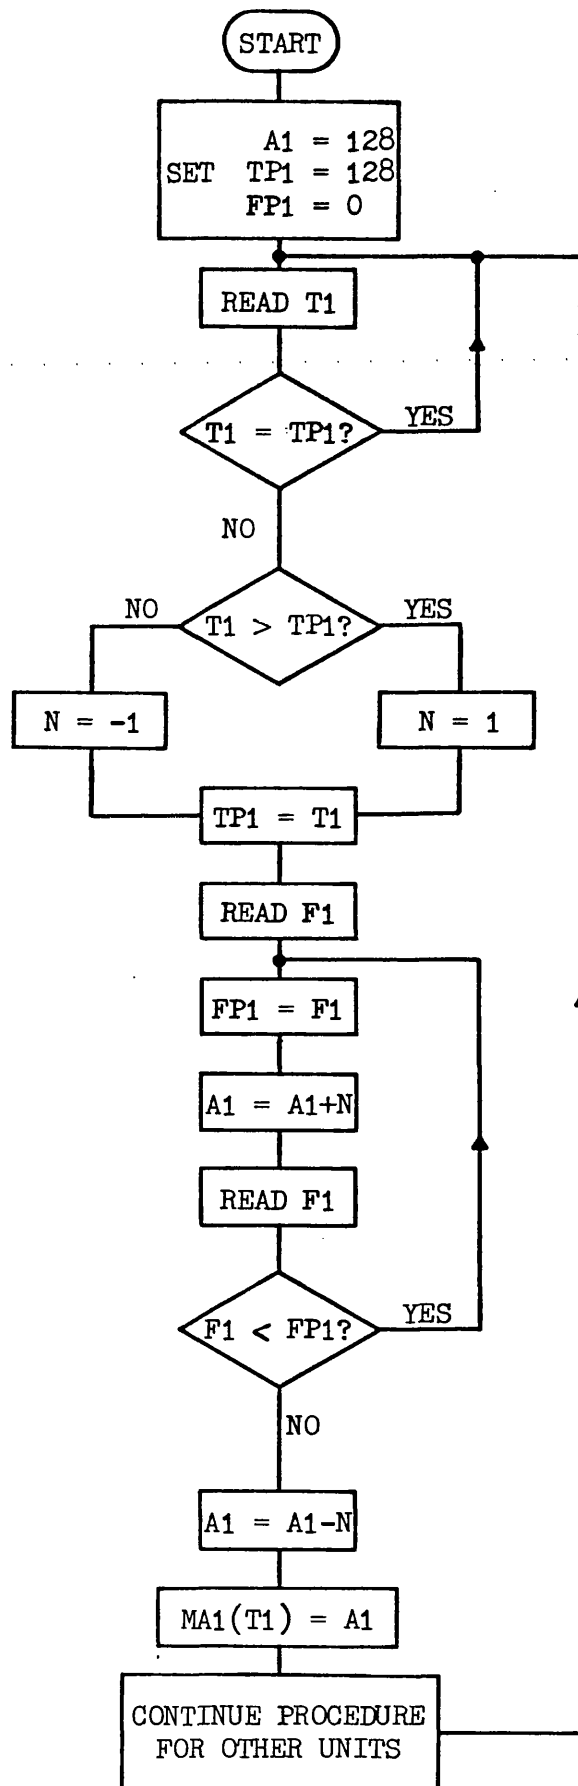 START
A1 = 128
SET TP1 = 128
FP1 = 0
READ T1
T1 = TP1?
YES
NO
T1 > TP1?
NO
YES
N = -1
N = 1
TP1 = T1
READ F1
FP1 = F1
A1 = A1+N
READ F1
F1 < FP1?
YES
NO
A1 = A1-N
MA1(T1) = A1
CONTINUE PROCEDURE
FOR OTHER UNITS